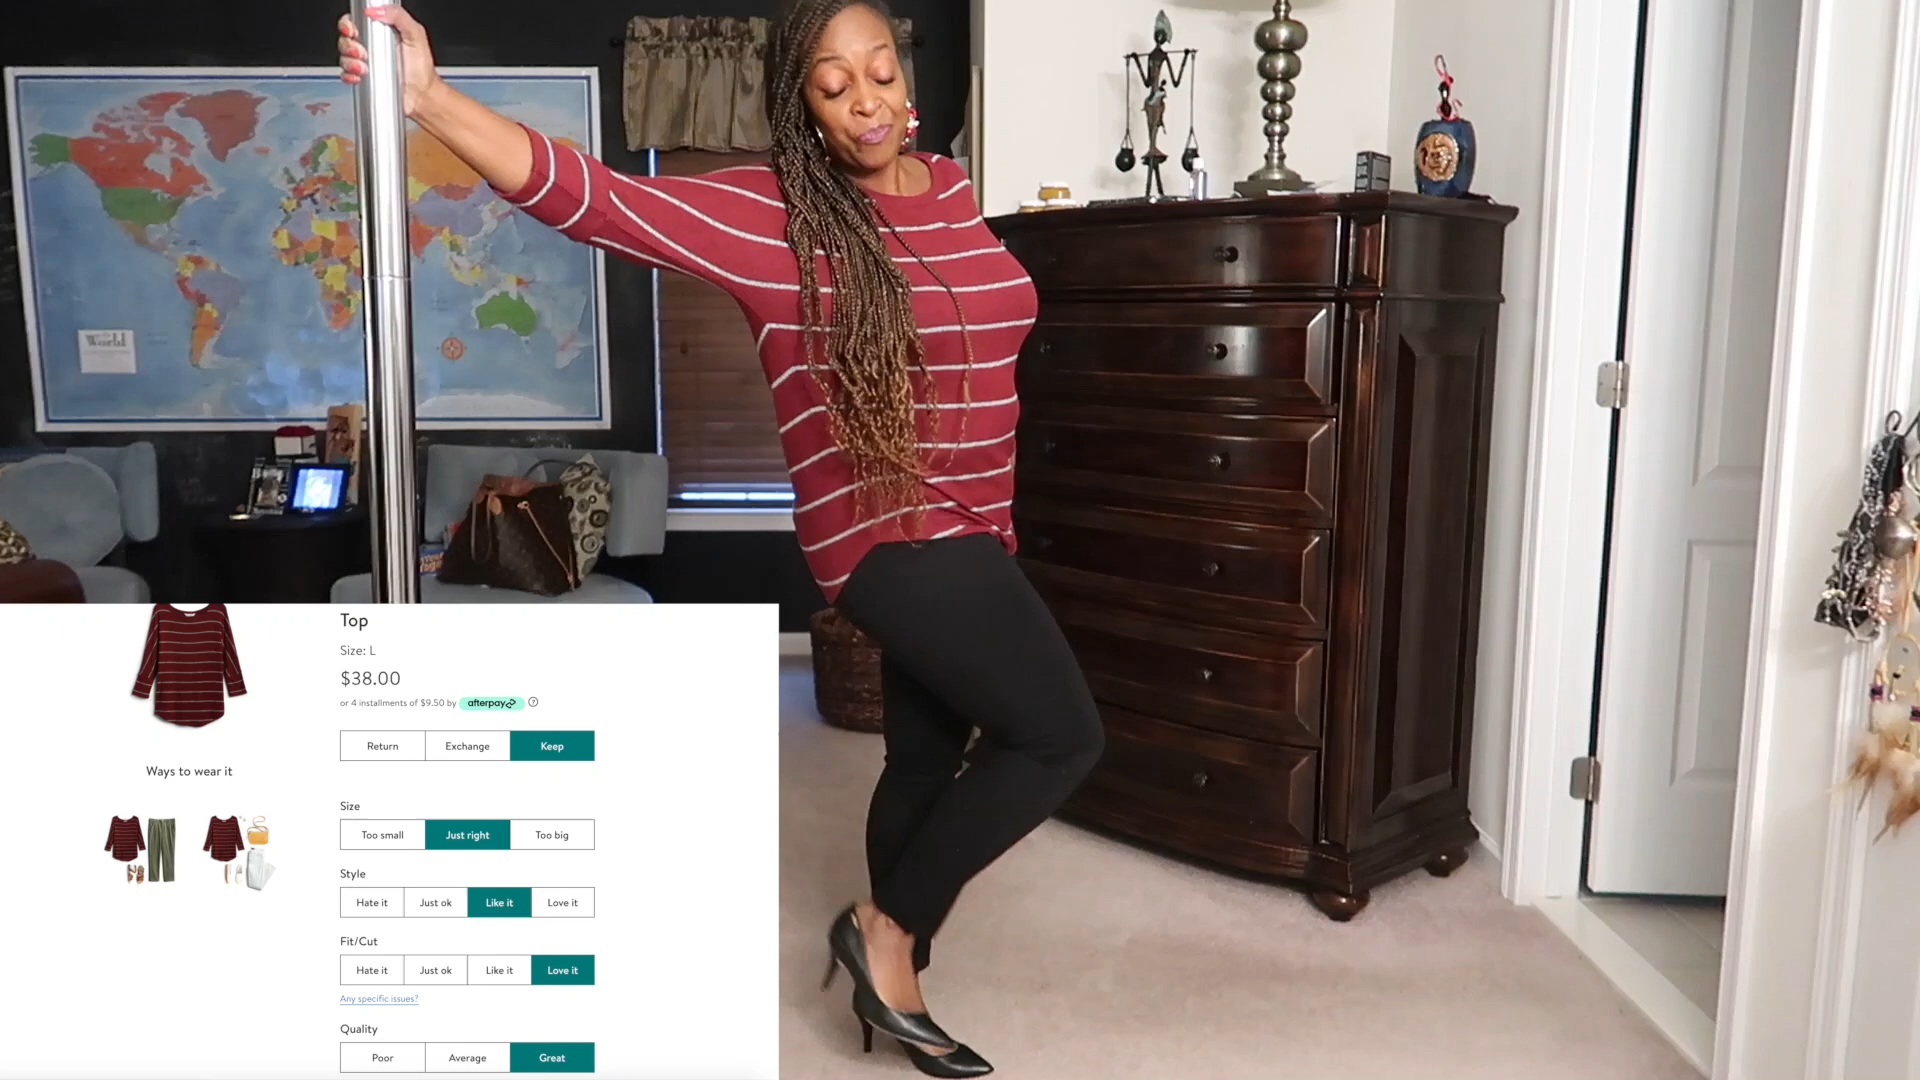 World
Top
Size: L
$38.00
or 4 installments of $9.50 by afterpay ?
Return Exchange Keep
Ways to wear it
Size
Too small Just right Too big
Style
Hate it Just ok Like it Love it
Fit/Cut
Hate it Just ok Like it Love it
Any specific issues?
Quality
Poor Average Great